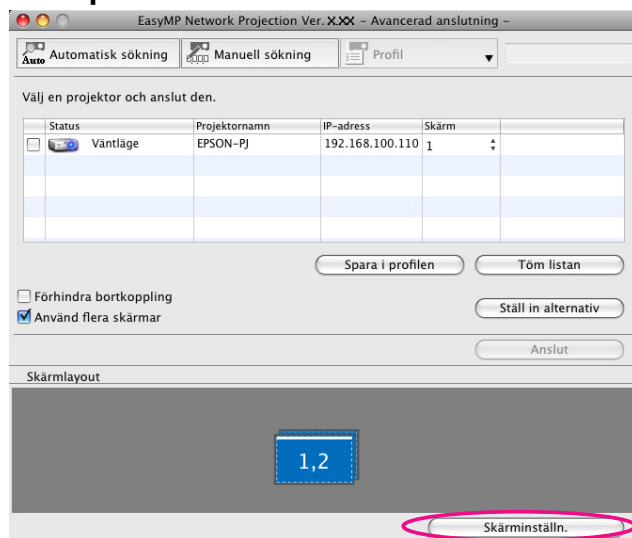 EasyMP Network Projection Ver. X.XX – Avancerad anslutning –
Auto Automatisk sökning Manuell sökning Profil
Välj en projektor och anslut den.
Status Projektornamn IP-adress Skärm
Väntläge EPSON-PJ 192.168.100.110 1
Spara i profilen Töm listan
Förhindra bortkoppling
Använd flera skärmar
Ställ in alternativ
Anslut
Skärmlayout
1,2
Skärminställn.